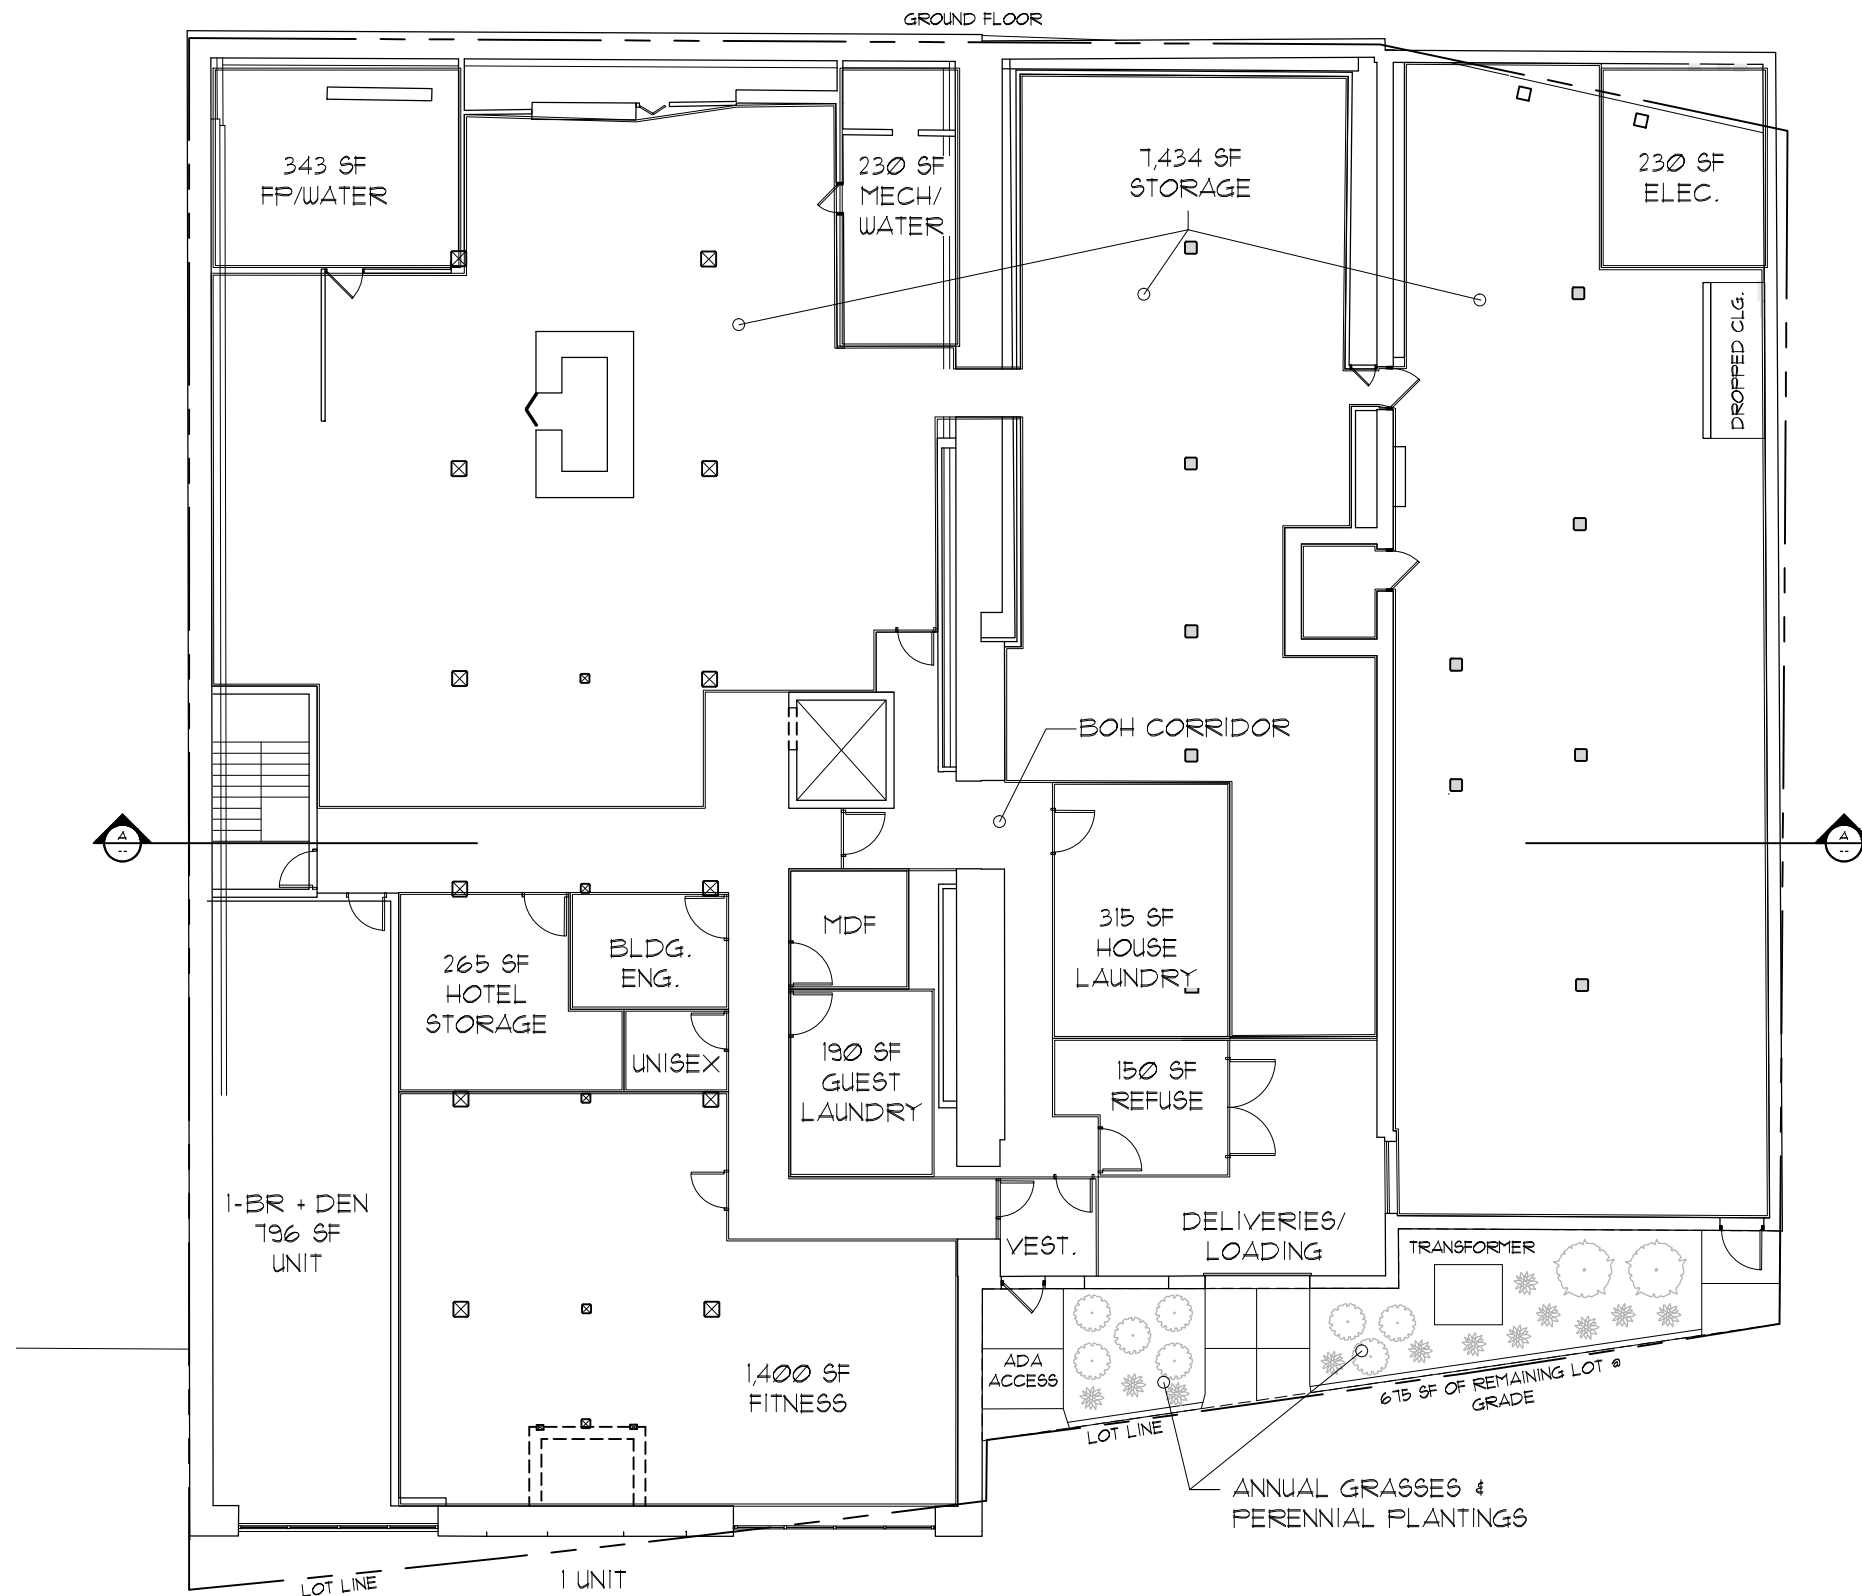 GROUND FLOOR
343 SF
FP/WATER
230 SF
MECH/
WATER
7,434 SF
STORAGE
230 SF
ELEC.
DROPPED CLG.
BOH CORRIDOR
A
--
A
--
MDF
BLDG.
ENG.
265 SF
HOTEL
STORAGE
UNISEX
315 SF
HOUSE
LAUNDRY
190 SF
GUEST
LAUNDRY
150 SF
REFUSE
1-BR + DEN
796 SF
UNIT
VEST.
DELIVERIES/
LOADING
TRANSFORMER
1,400 SF
FITNESS
ADA
ACCESS
675 SF OF REMAINING LOT @
GRADE
LOT LINE
ANNUAL GRASSES &
PERENNIAL PLANTINGS
LOT LINE
1 UNIT